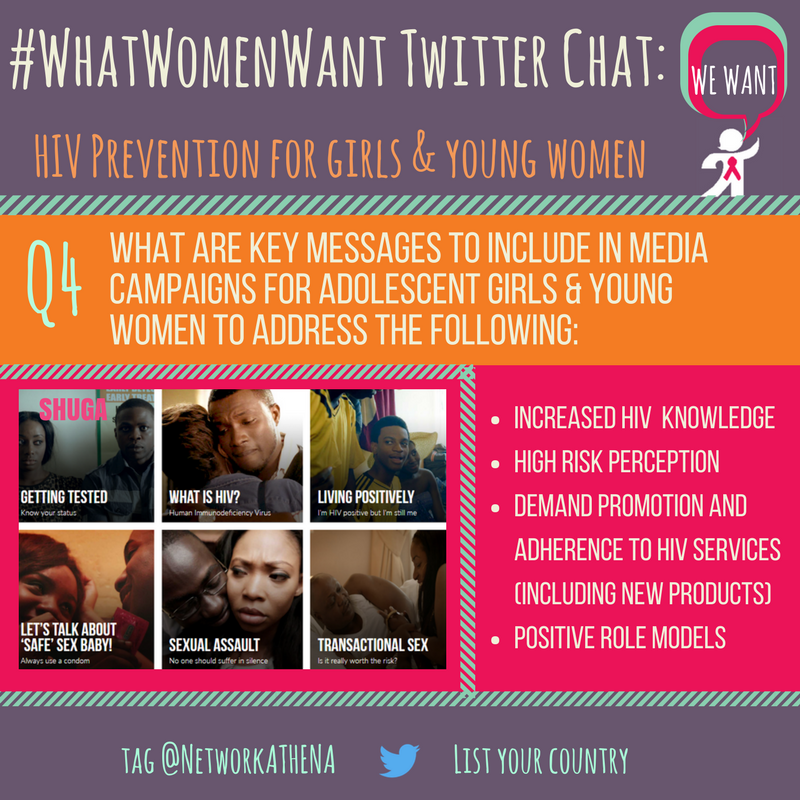 #WhatWomenWant Twitter Chat:
WE WANT
HIV Prevention for girls & young women
Q4
WHAT ARE KEY MESSAGES TO INCLUDE IN MEDIA
CAMPAIGNS FOR ADOLESCENT GIRLS & YOUNG
WOMEN TO ADDRESS THE FOLLOWING:
SHUGA
GETTING TESTED
Know your status
WHAT IS HIV?
Human Immunodeficiency Virus
LIVING POSITIVELY
I'm HIV positive but I'm still me
LET'S TALK ABOUT
'SAFE' SEX BABY!
Always use a condom
SEXUAL ASSAULT
No one should suffer in silence
TRANSACTIONAL SEX
Is it really worth the risk?
• INCREASED HIV KNOWLEDGE
• HIGH RISK PERCEPTION
• DEMAND PROMOTION AND
ADHERENCE TO HIV SERVICES
(INCLUDING NEW PRODUCTS)
• POSITIVE ROLE MODELS
TAG @NETWORKATHENA
LIST YOUR COUNTRY